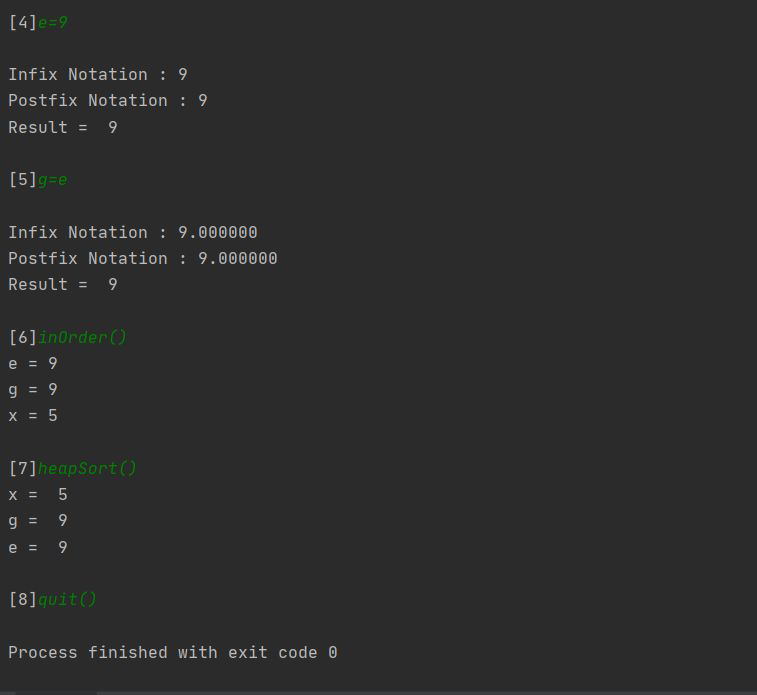 [4]e=9
Infix Notation : 9
Postfix Notation : 9
Result =  9
[5]g=e
Infix Notation : 9.000000
Postfix Notation : 9.000000
Result =  9
[6]inOrder()
e = 9
g = 9
x = 5
[7]heapSort()
x =  5
g =  9
e =  9
[8]quit()
Process finished with exit code 0